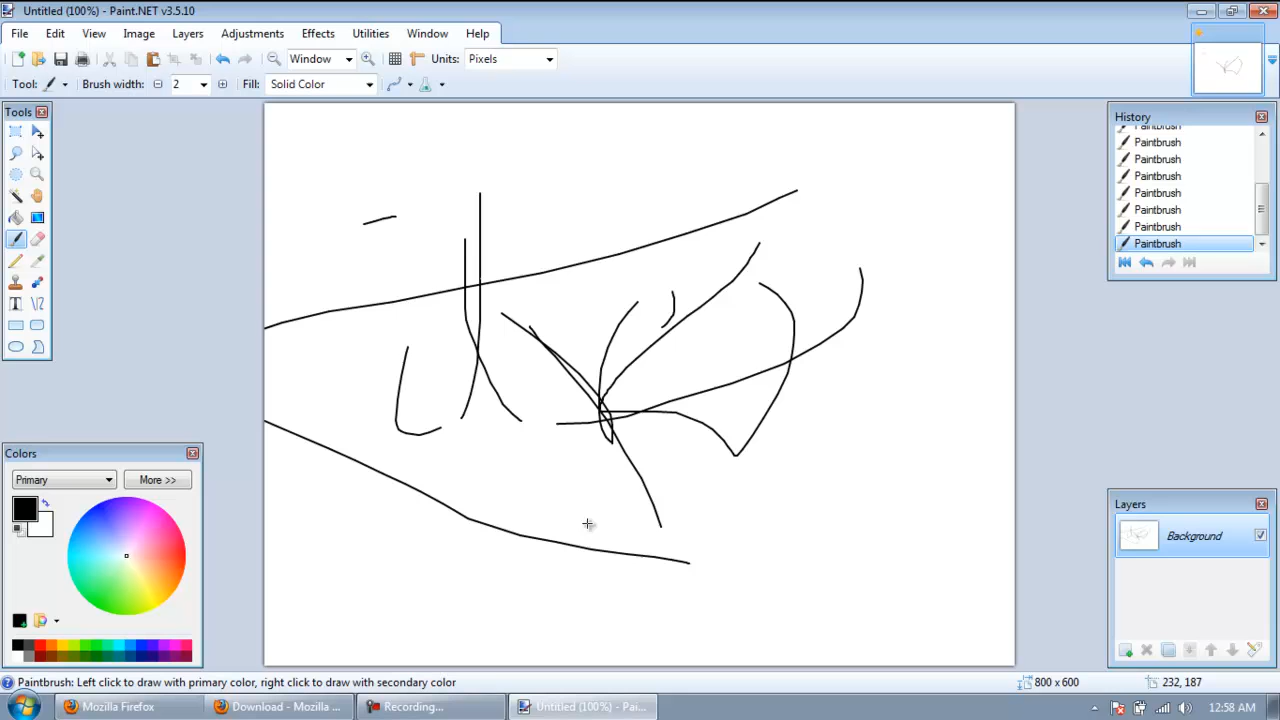 Untitled (100%) - Paint.NET v3.5.10
File Edit View Image Layers Adjustments Effects Utilities Window Help
Window Units: Pixels
Tool: Brush width: 2 Fill: Solid Color
Tools
History
Paintbrush
Paintbrush
Paintbrush
Paintbrush
Paintbrush
Paintbrush
Paintbrush
Paintbrush
Colors
Primary More >>
Layers
Background
Paintbrush: Left click to draw with primary color, right click to draw with secondary color 800 x 600 232, 187
Mozilla Firefox Download - Mozilla ... Recording... Untitled (100%) - Pai... 12:58 AM